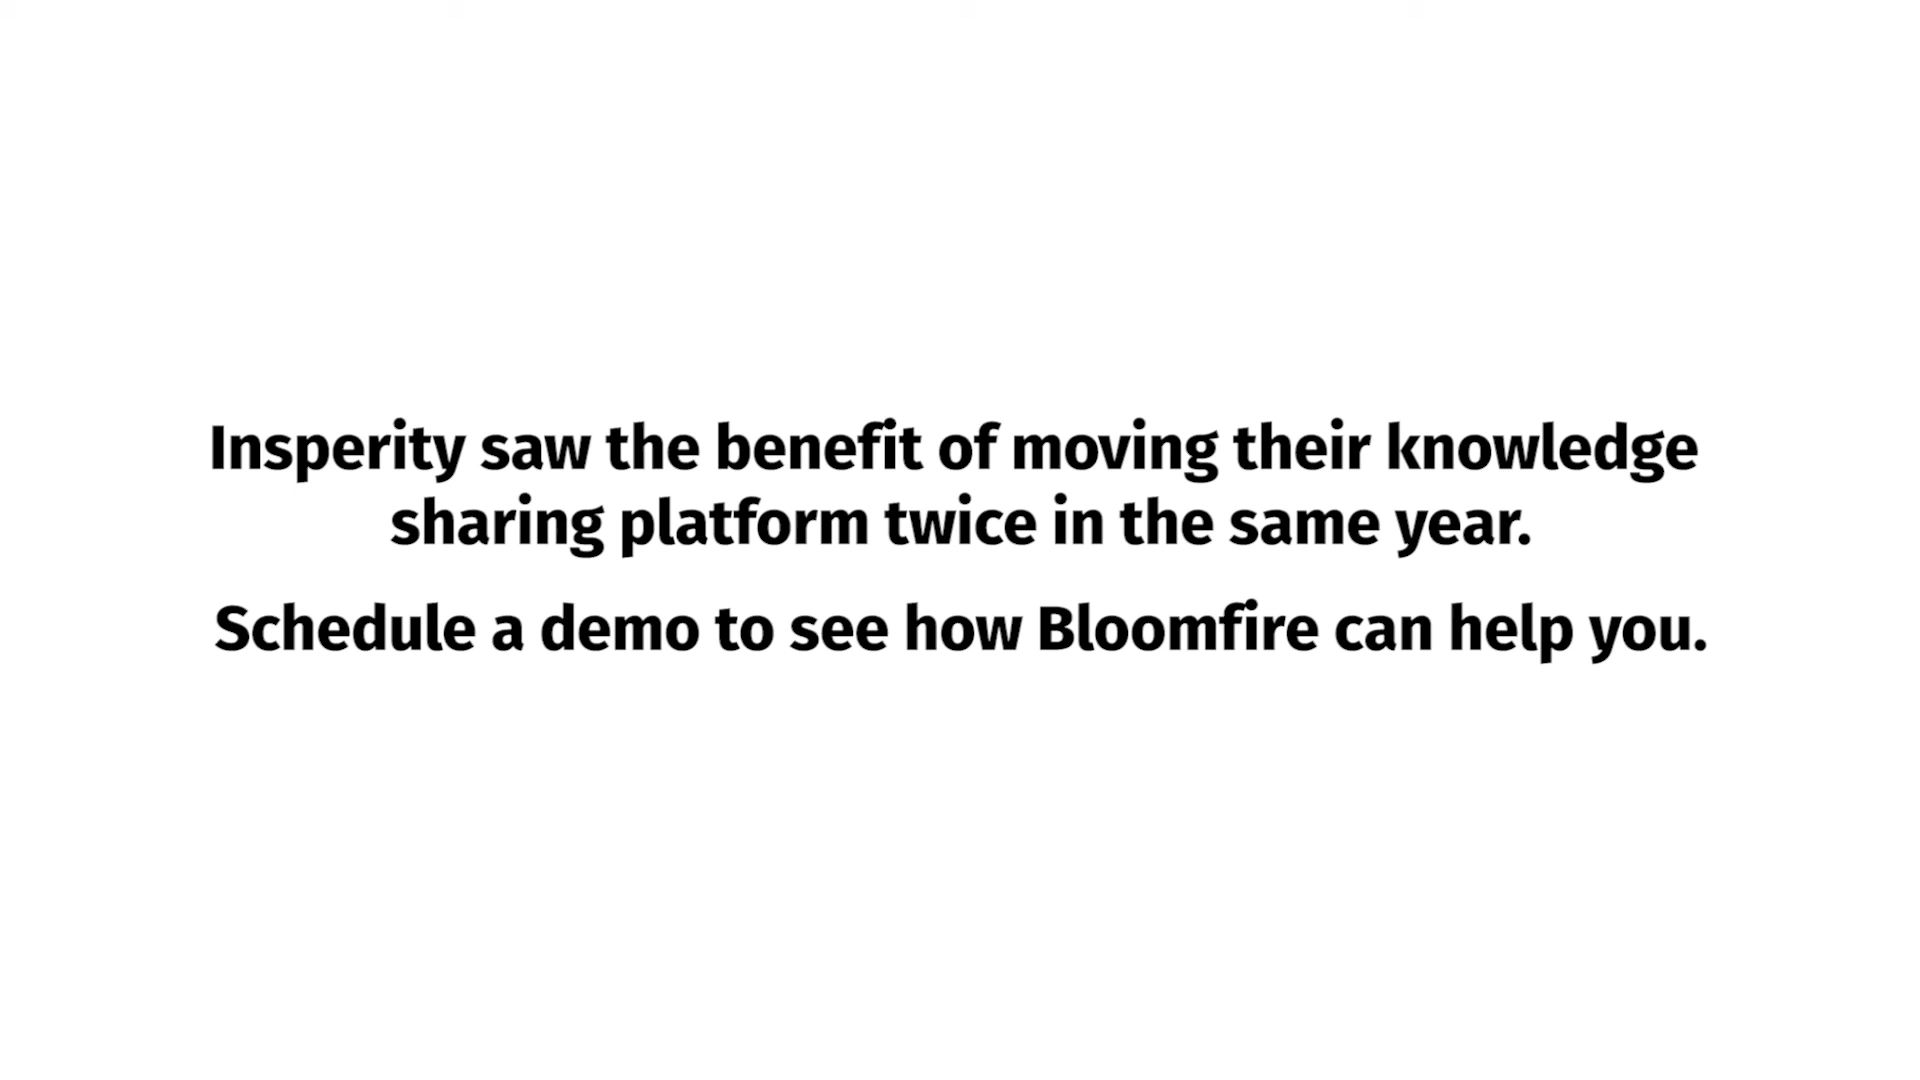 Insperity saw the benefit of moving their knowledge
sharing platform twice in the same year.
Schedule a demo to see how Bloomfire can help you.